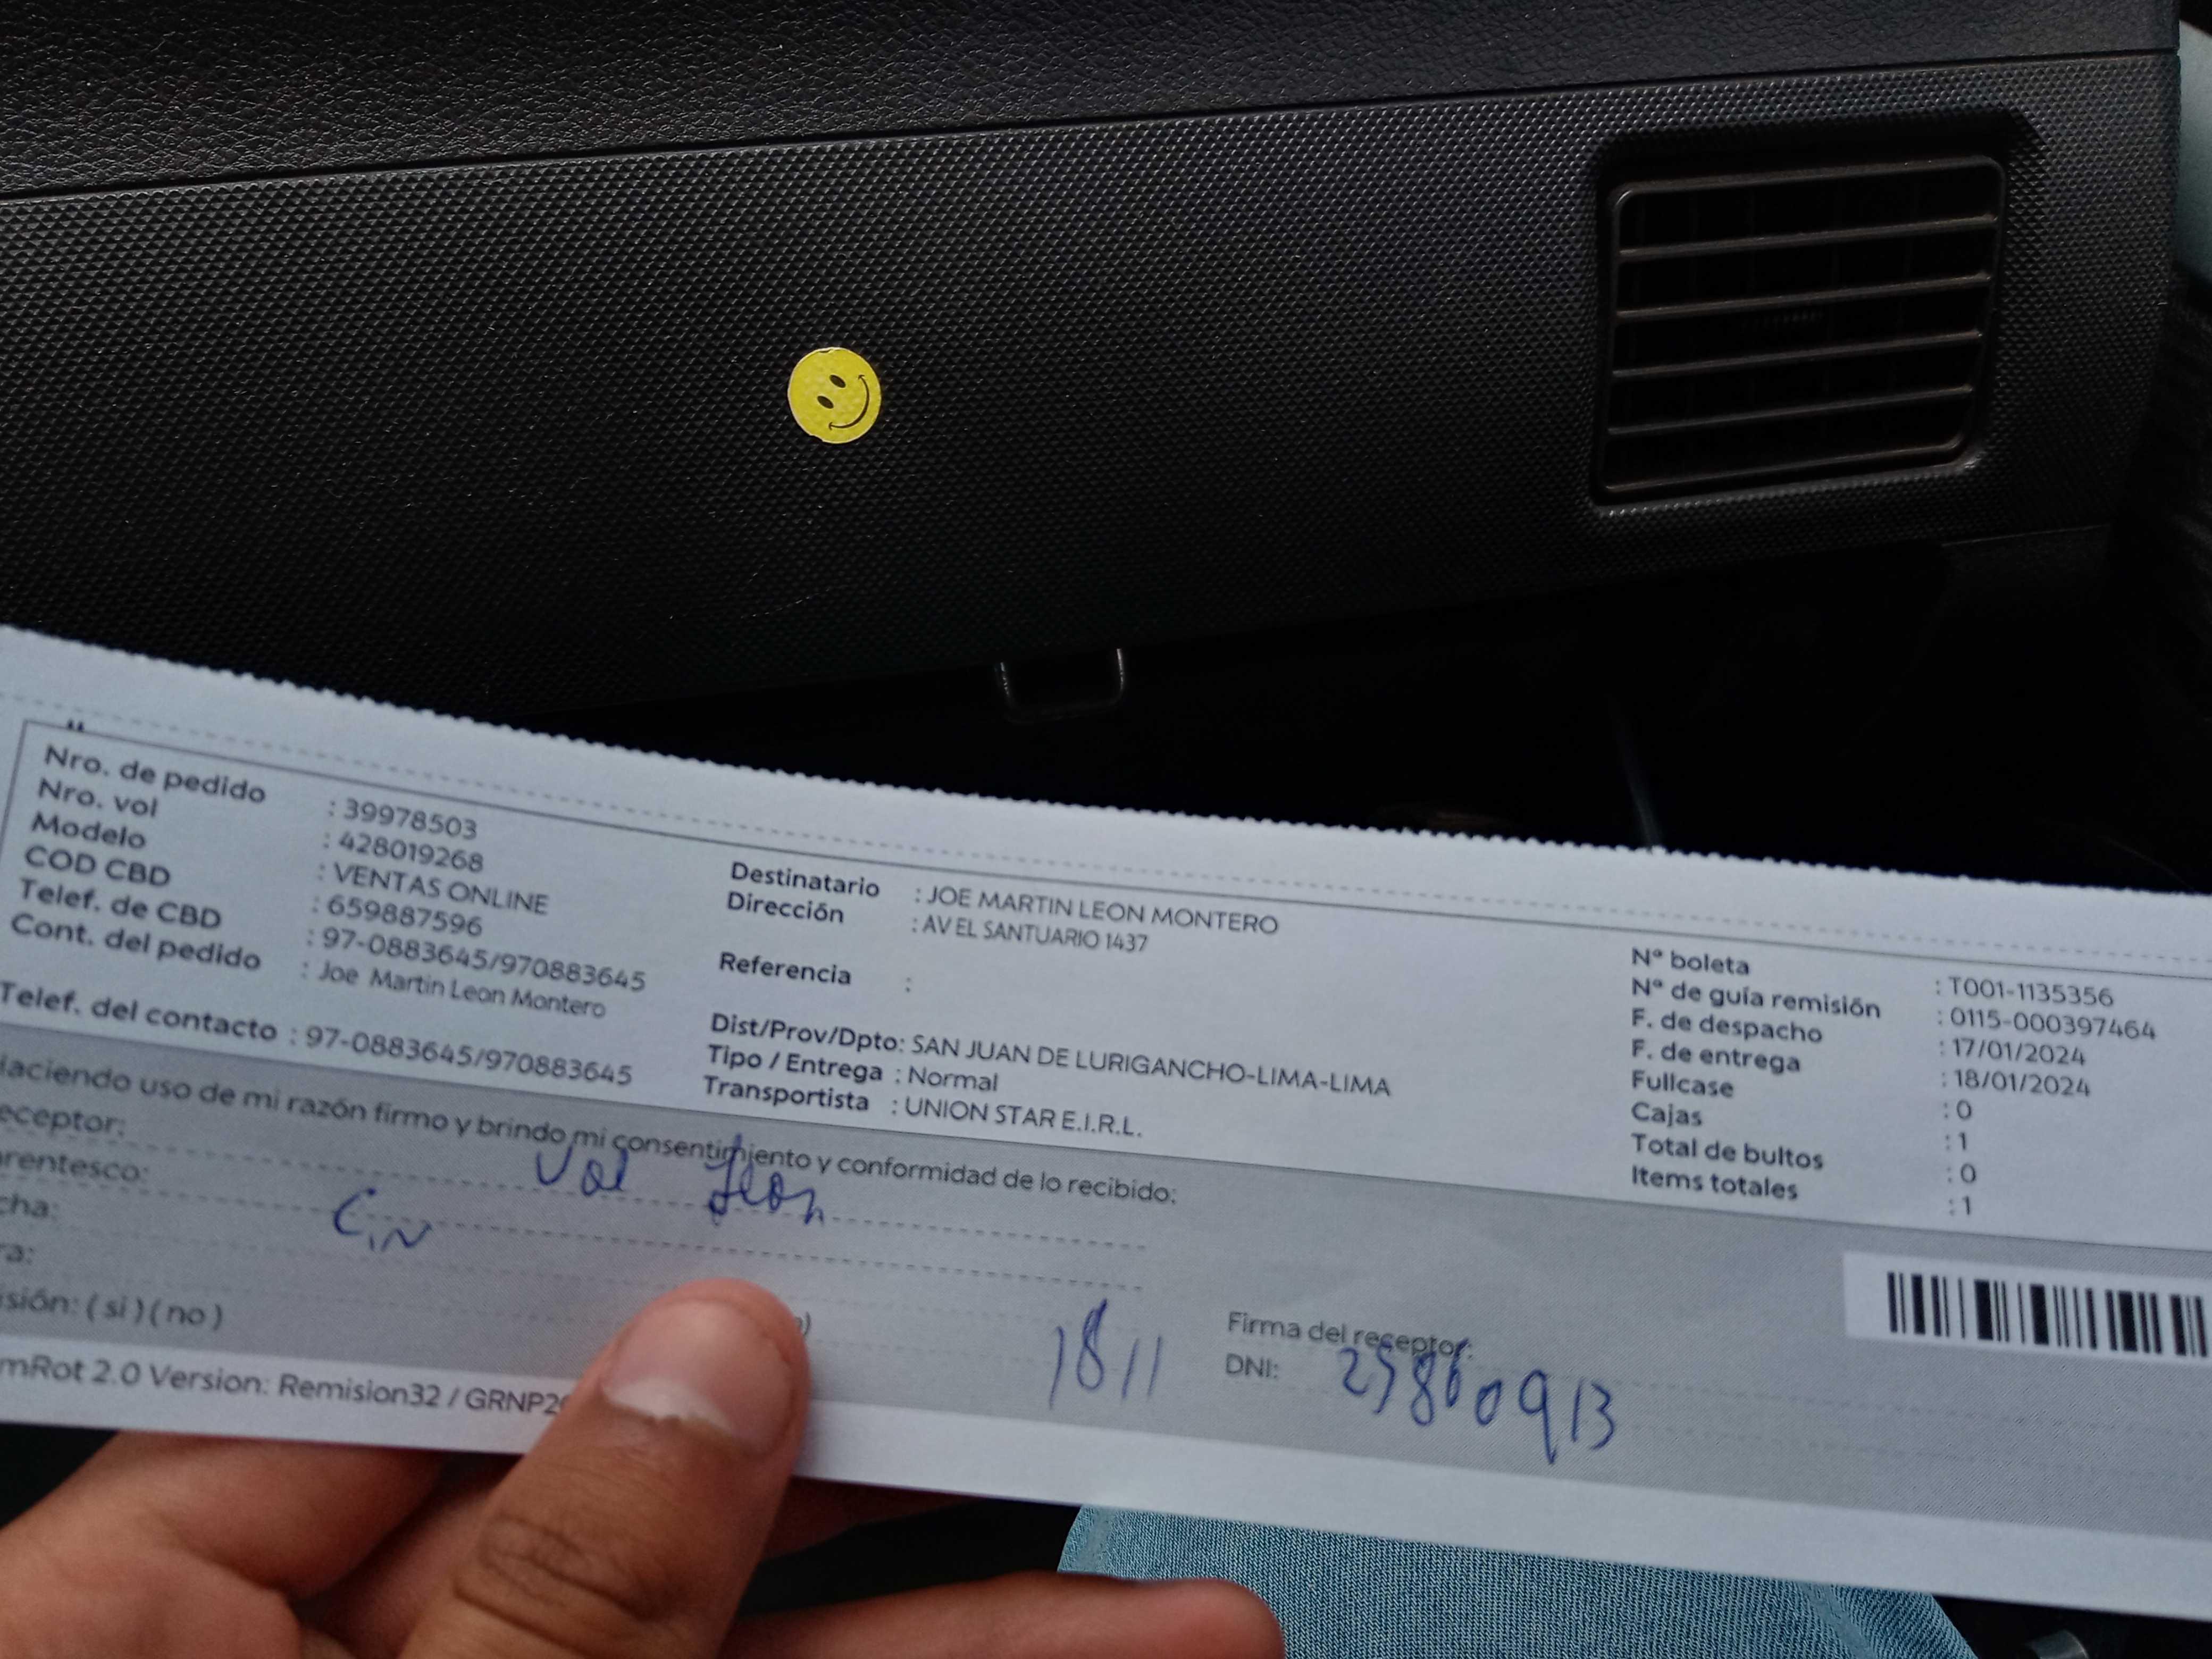 Nro. de pedido : 39978503
Nro. vol : 428019268
Modelo : VENTAS ONLINE
COD CBD : 659887596
Telef. de CBD : 97-0883645/970883645
Cont. del pedido : Joe Martin Leon Montero
Telef. del contacto : 97-0883645/970883645
Destinatario : JOE MARTIN LEON MONTERO
Dirección : AV EL SANTUARIO 1437
Referencia :
Dist/Prov/Dpto: SAN JUAN DE LURIGANCHO-LIMA-LIMA
Tipo / Entrega : Normal
Transportista : UNION STAR E.I.R.L.
N° boleta : T001-1135356
N° de guía remisión : 0115-000397464
F. de despacho : 17/01/2024
F. de entrega : 18/01/2024
Fullcase : 0
Cajas : 1
Total de bultos : 0
Items totales : 1
Haciendo uso de mi razón firmo y brindo mi consentimiento y conformidad de lo recibido:
eceptor: Leon
rentesco:
cha:
ra:
sión: ( si ) ( no )
18 11
Firma del receptor:
DNI: 25860913
mRot 2.0 Version: Remision32 / GRNP2